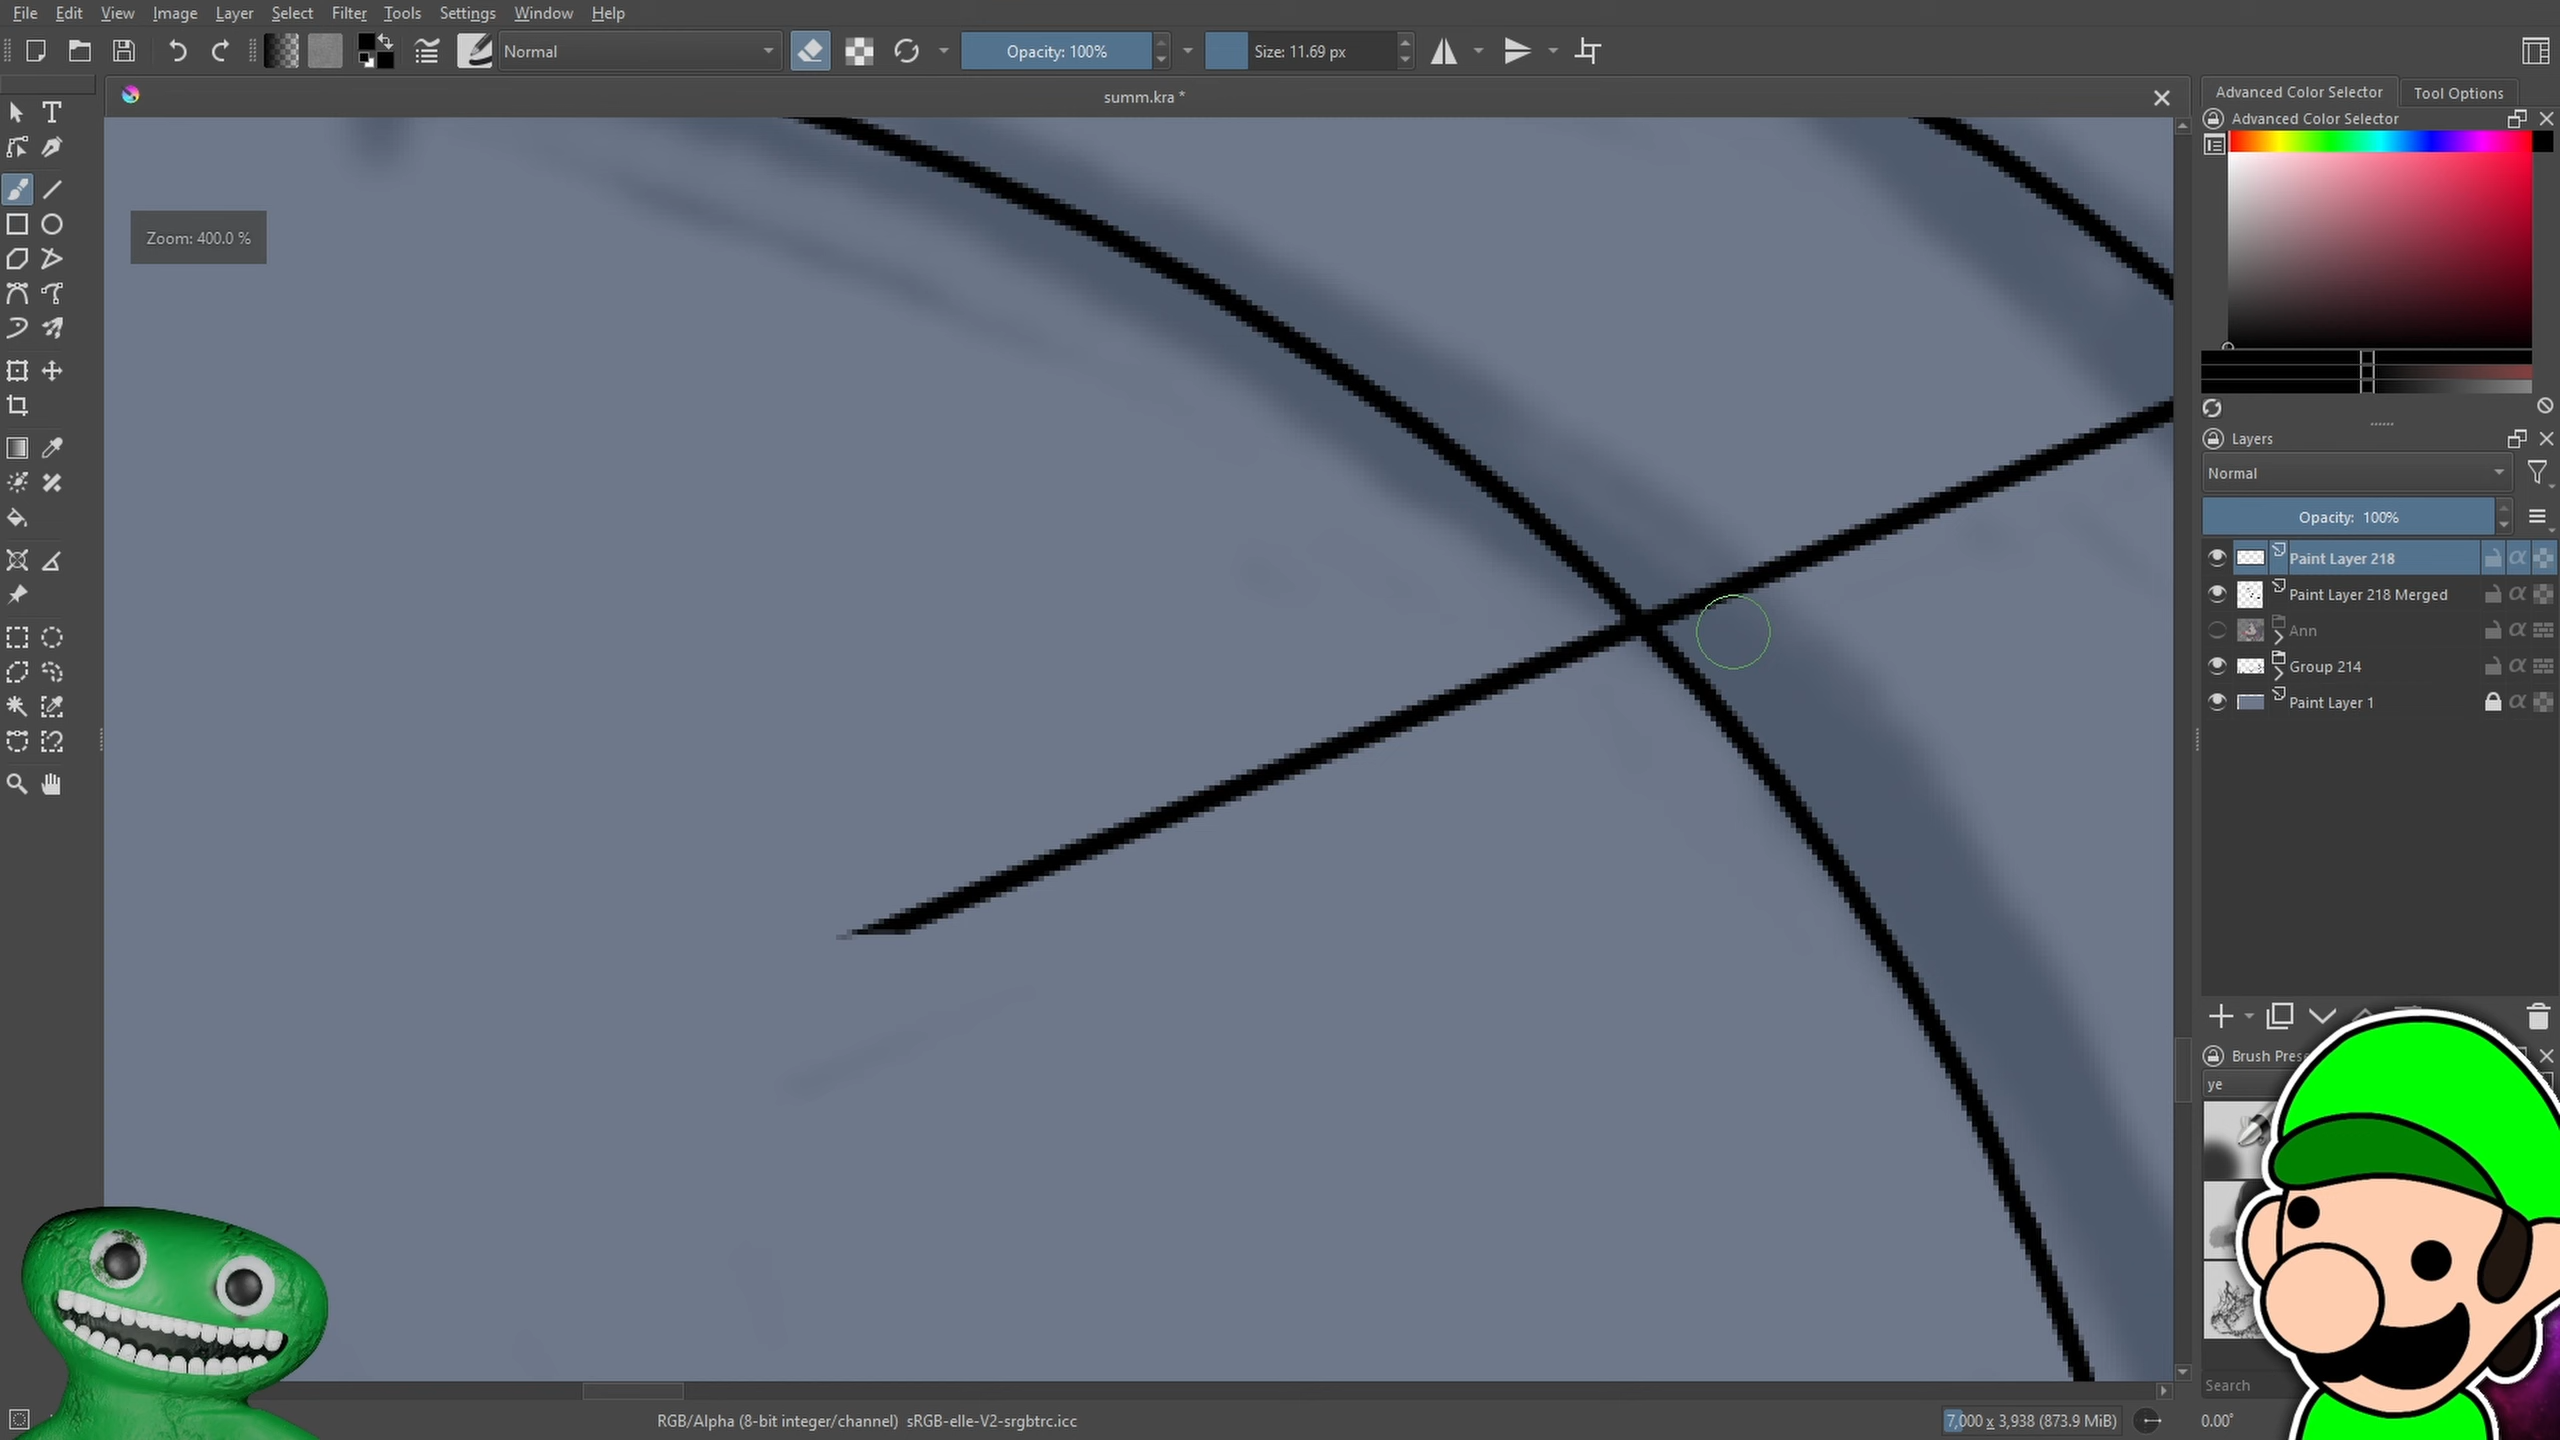 File Edit View Image Layer Select Filter Tools Settings Window Help
Normal Opacity: 100% Size: 11.69 px
summ.kra *
Zoom: 400.0 %
Advanced Color Selector Tool Options
Advanced Color Selector
Layers
Normal
Opacity: 100%
Paint Layer 218
Paint Layer 218 Merged
Ann
Group 214
Paint Layer 1
Brush Prese
ye
Search
RGB/Alpha (8-bit integer/channel) sRGB-elle-V2-srgbtrc.icc
7,000 x 3,938 (873.9 MiB)
0.00°